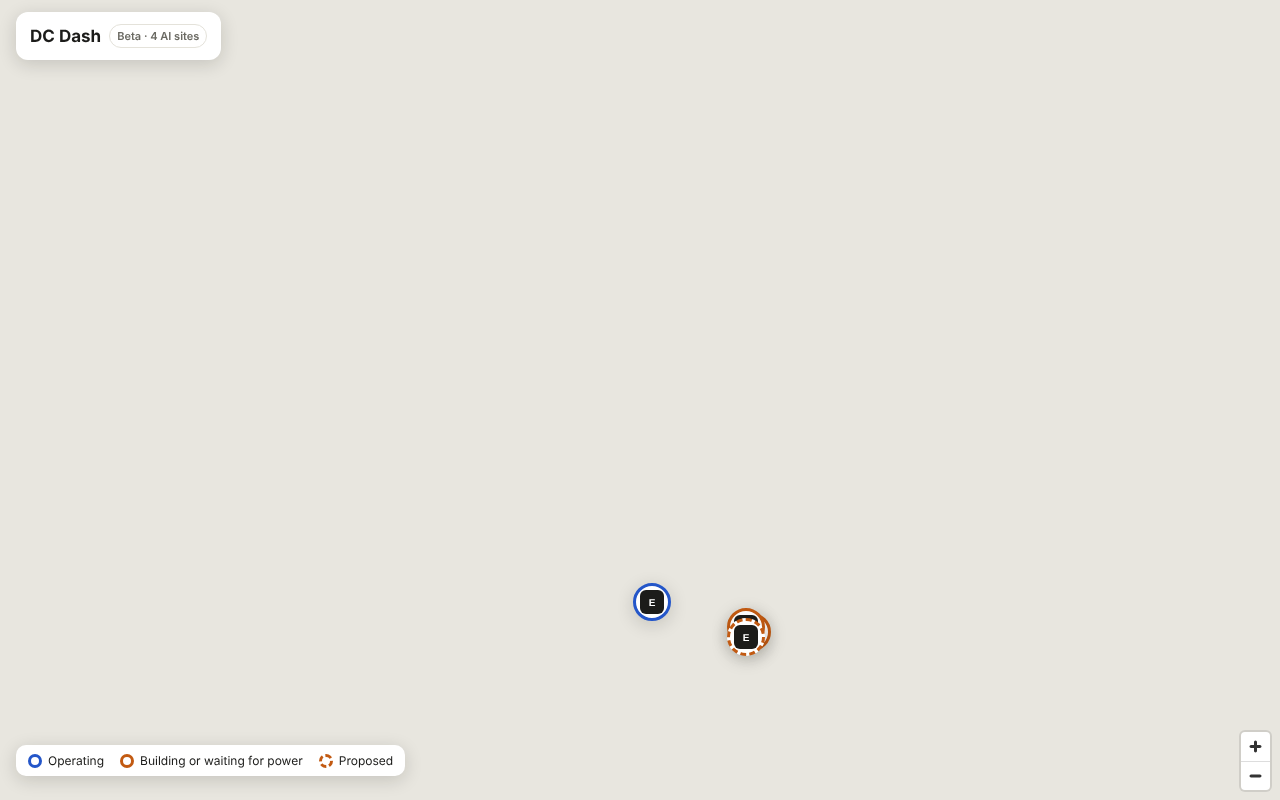 DC Dash
Beta · 4 AI sites
E
E
Operating
Building or waiting for power
Proposed